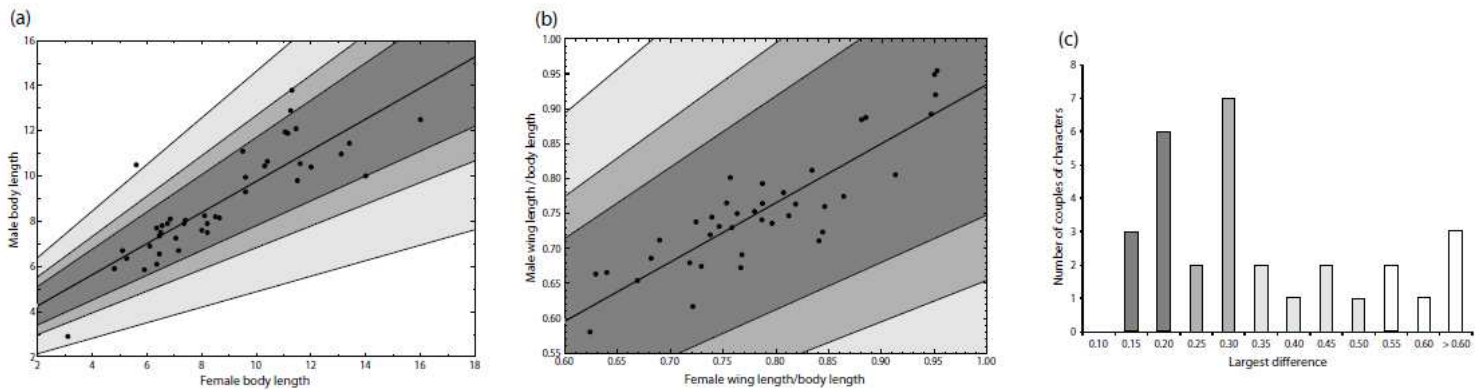 (a)
16
14
12
10
8
6
4
2
Male body length
2 4 6 8 10 12 14 16 18
Female body length
(b)
1.00
0.95
0.90
0.85
0.80
0.75
0.70
0.65
0.60
0.55
Male wing length /body length
0.60 0.65 0.70 0.75 0.80 0.85 0.90 0.95 1.00
Female wing length/body length
(c)
8
7
6
5
4
3
2
1
0
Number of couples of characters
0.10 0.15 0.20 0.25 0.30 0.35 0.40 0.45 0.50 0.55 0.60 > 0.60
Largest difference